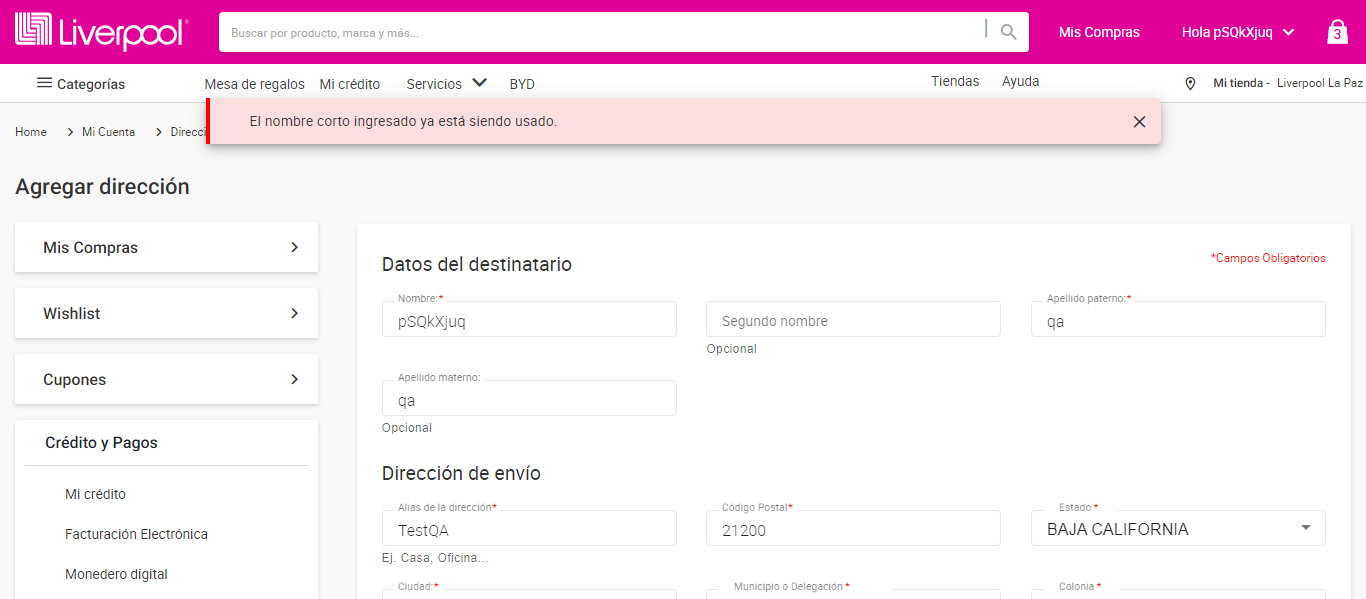 Liverpool
Buscar por producto, marca y más...
Mis Compras
Hola pSQkXjuq
3
Categorías
Mesa de regalos
Mi crédito
Servicios
BYD
Tiendas
Ayuda
Mi tienda - Liverpool La Paz
El nombre corto ingresado ya está siendo usado.
Home
Mi Cuenta
Direcci
Agregar dirección
Mis Compras
Wishlist
Cupones
Crédito y Pagos
Mi crédito
Facturación Electrónica
Monedero digital
Datos del destinatario
*Campos Obligatorios
Nombre:*
pSQkXjuq
Segundo nombre
Opcional
Apellido paterno:*
qa
Apellido materno:
qa
Opcional
Dirección de envío
Alias de la dirección*
TestQA
Ej. Casa, Oficina...
Código Postal*
21200
Estado *
BAJA CALIFORNIA
Ciudad:*
Municipio o Delegación *
Colonia *